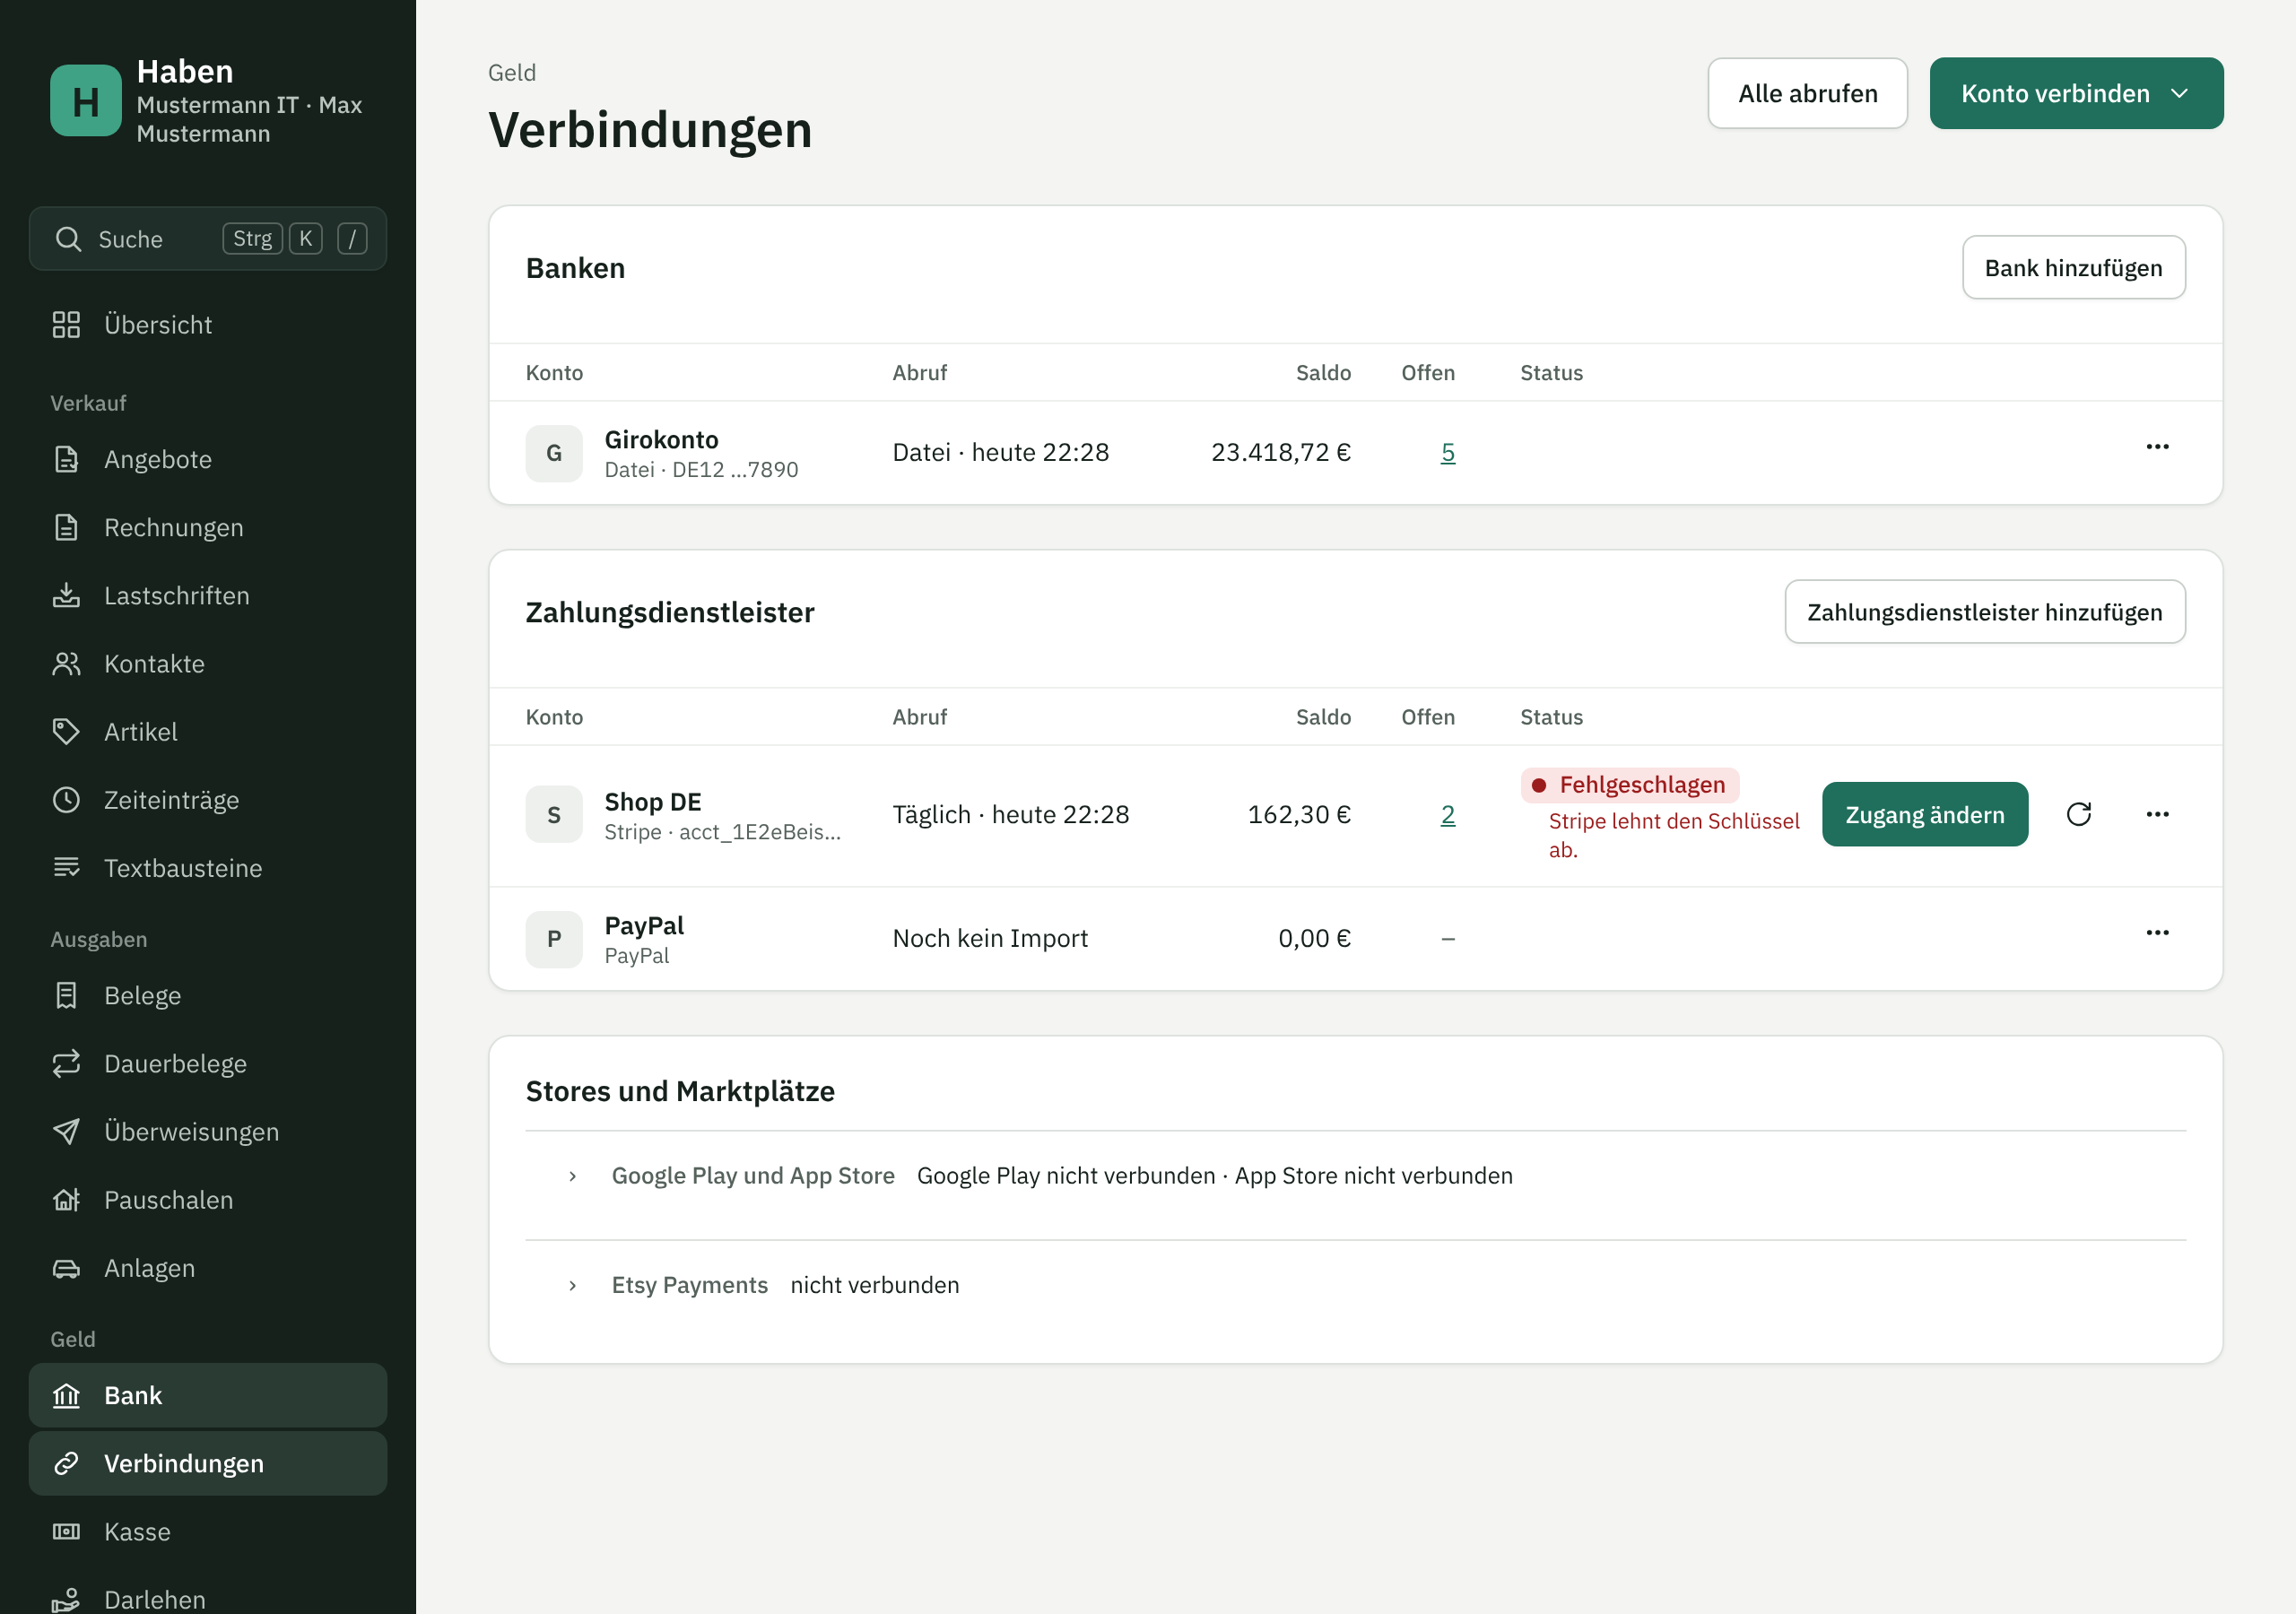 H
Haben
Mustermann IT · Max
Mustermann
Suche Strg K /
Übersicht
Verkauf
Angebote
Rechnungen
Lastschriften
Kontakte
Artikel
Zeiteinträge
Textbausteine
Ausgaben
Belege
Dauerbelege
Überweisungen
Pauschalen
Anlagen
Geld
Bank
Verbindungen
Kasse
Darlehen
Geld
Verbindungen
Alle abrufen
Konto verbinden
Banken
Bank hinzufügen
Konto Abruf Saldo Offen Status
G Girokonto Datei · heute 22:28 23.418,72 € 5 ···
Datei · DE12 …7890
Zahlungsdienstleister
Zahlungsdienstleister hinzufügen
Konto Abruf Saldo Offen Status
S Shop DE Täglich · heute 22:28 162,30 € 2 Fehlgeschlagen Zugang ändern ···
Stripe · acct_1E2eBeis… Stripe lehnt den Schlüssel
ab.
P PayPal Noch kein Import 0,00 € – ···
PayPal
Stores und Marktplätze
Google Play und App Store Google Play nicht verbunden · App Store nicht verbunden
Etsy Payments nicht verbunden